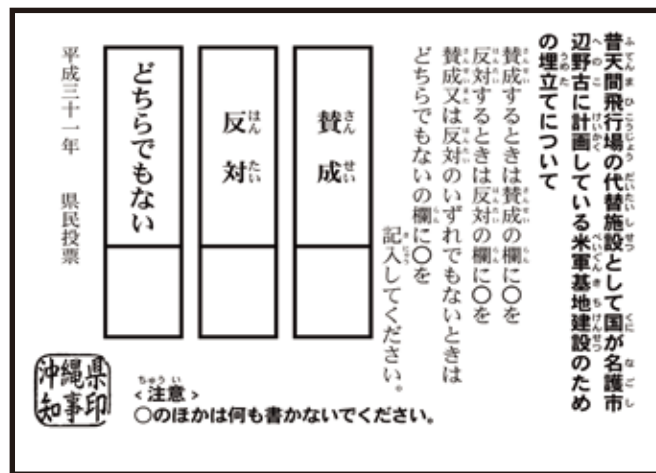 普天間飛行場の代替施設として国が名護市
辺野古に計画している米軍基地建設のため
の埋立てについて
賛成するときは賛成の欄に○を
反対するときは反対の欄に○を
賛成又は反対のいずれでもないときは
どちらでもないの欄に○を
記入してください。
賛成
反対
どちらでもない
平成三十一年 県民投票
<注意>
○のほかは何も書かないでください。
沖縄県
知事印